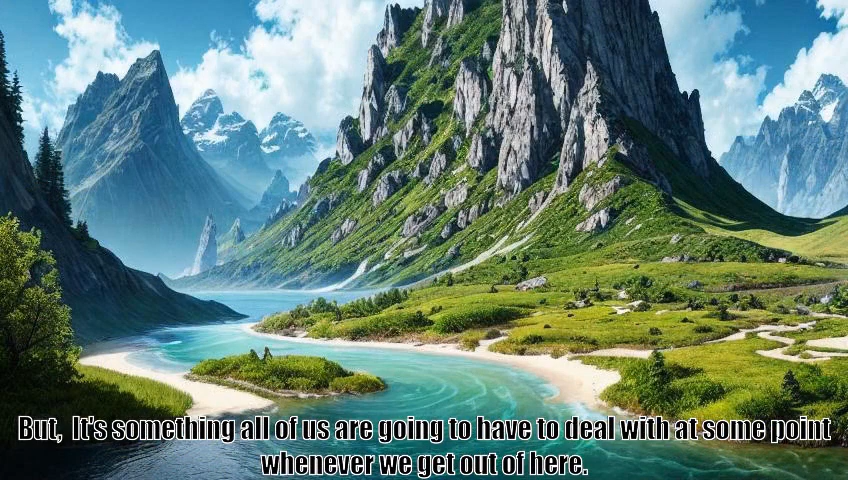 But,  It's something all of us are going to have to deal with at some point
whenever we get out of here.